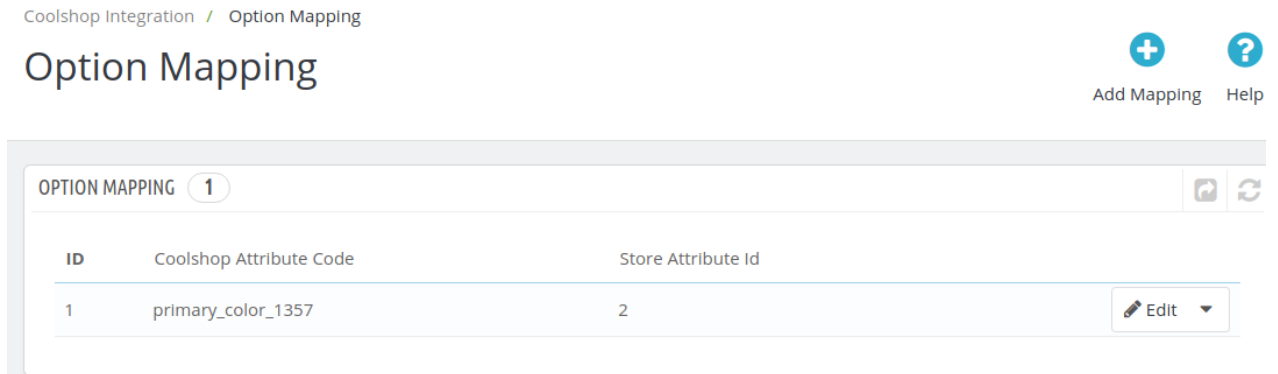 Coolshop Integration / Option Mapping
Option Mapping
Add Mapping Help
OPTION MAPPING 1
ID Coolshop Attribute Code Store Attribute Id
1 primary_color_1357 2 Edit